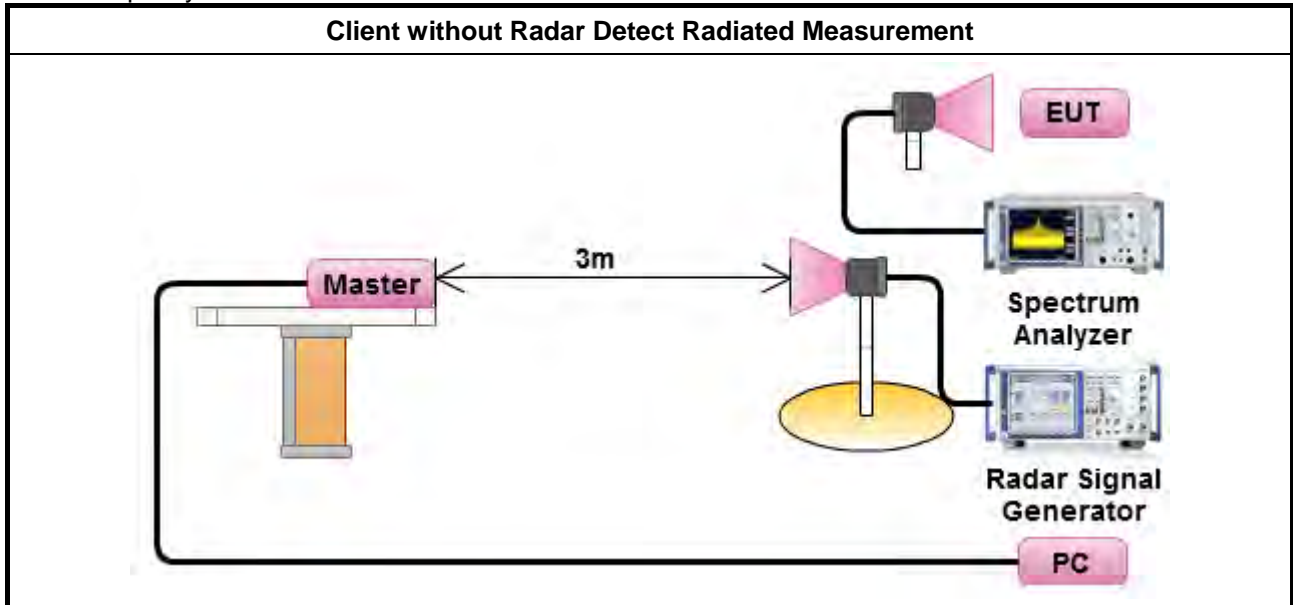 Client without Radar Detect Radiated Measurement
EUT
3m
Master
Spectrum
Analyzer
Radar Signal
Generator
PC